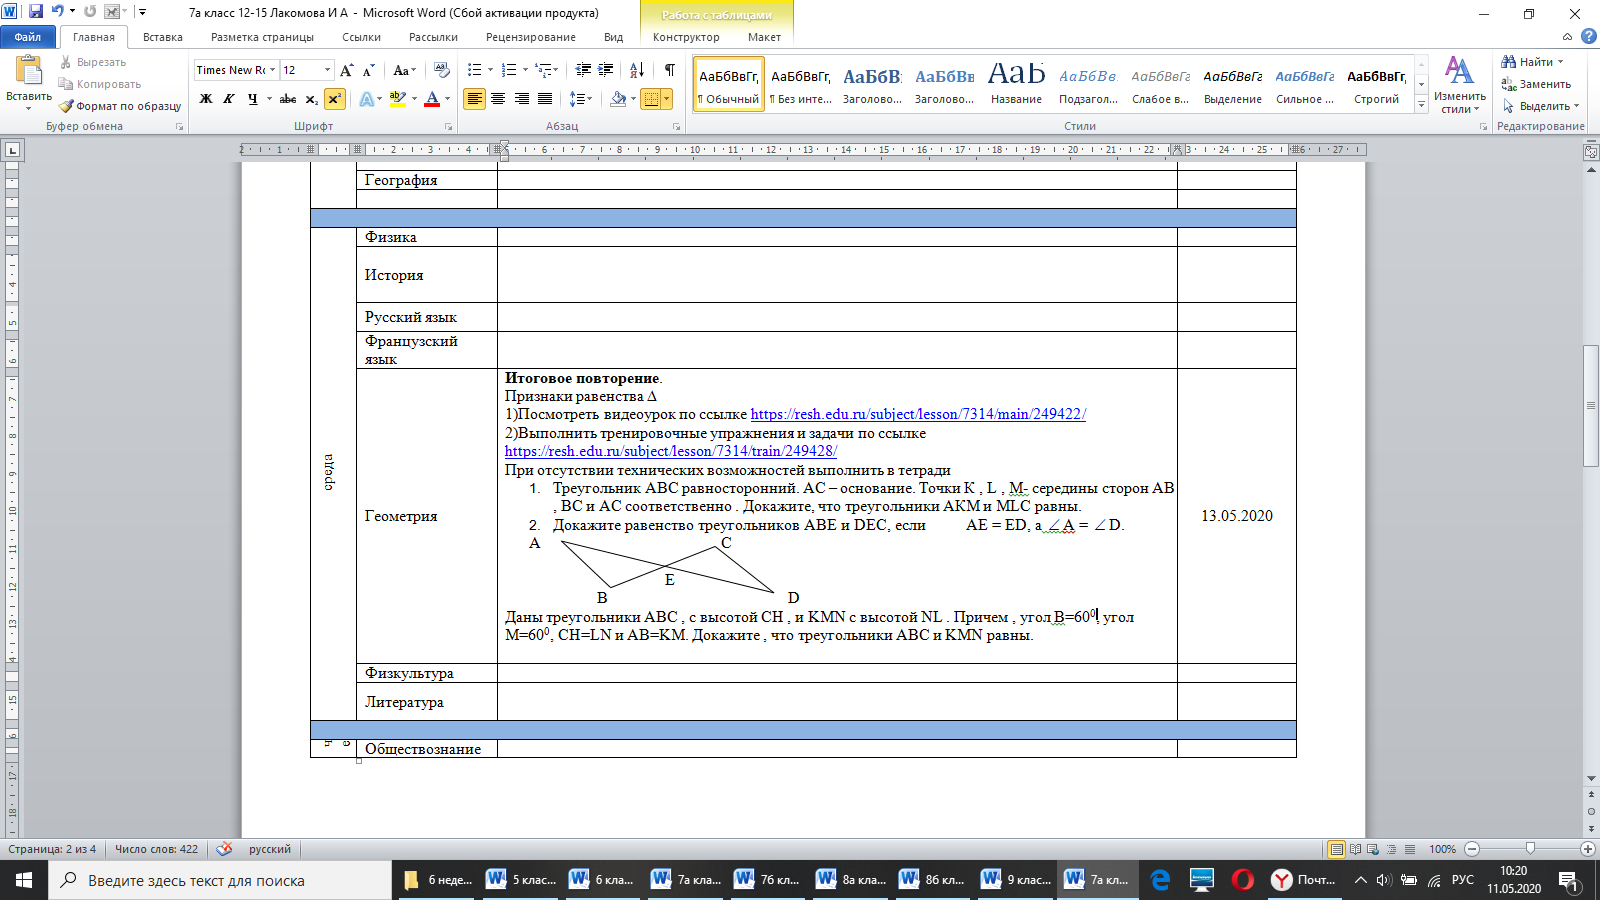 7а класс 12-15 Лакомова И А - Microsoft Word (Сбой активации продукта)
Работа с таблицами
Файл Главная Вставка Разметка страницы Ссылки Рассылки Рецензирование Вид Конструктор Макет
Вставить
Вырезать
Копировать
Формат по образцу
Буфер обмена
Times New Rc 12
Ж К Ч abc x₂ x²
Шрифт
Абзац
АаБбВвГг, АаБбВвГг, АаБбВ АаБбВв АаБ АаБбВв. АаБбВвГг АаБбВвГг АаБбВвГг АаБбВвГг,
¶ Обычный ¶ Без инте... Заголово... Заголово... Название Подзагол... Слабое в... Выделение Сильное ... Строгий
Стили
Изменить стили
Найти
Заменить
Выделить
Редактирование
География
Физика
История
Русский язык
Французский
язык
среда
Геометрия
Итоговое повторение.
Признаки равенства ∆
1)Посмотреть видеоурок по ссылке https://resh.edu.ru/subject/lesson/7314/main/249422/
2)Выполнить тренировочные упражнения и задачи по ссылке
https://resh.edu.ru/subject/lesson/7314/train/249428/
При отсутствии технических возможностей выполнить в тетради
1. Треугольник АВС равносторонний. АС – основание. Точки К , L , М- середины сторон АВ
, ВС и АС соответственно . Докажите, что треугольники АКМ и MLC равны.
2. Докажите равенство треугольников АВЕ и DEC, если АЕ = ED, а ∠ А = ∠ D.
A C
E
B D
Даны треугольники АВС , с высотой СН , и KMN с высотой NL . Причем , угол В=60⁰, угол
М=60⁰, CH=LN и АВ=КМ. Докажите , что треугольники АВС и KMN равны.
13.05.2020
Физкультура
Литература
че
Обществознание
Страница: 2 из 4 Число слов: 422 русский 100%
Введите здесь текст для поиска
6 неде... 5 клас... 6 кла... 7а кла... 7б кл... 8а кла... 8б кл... 9 клас... 7а кл... Почт...
РУС
10:20
11.05.2020
1